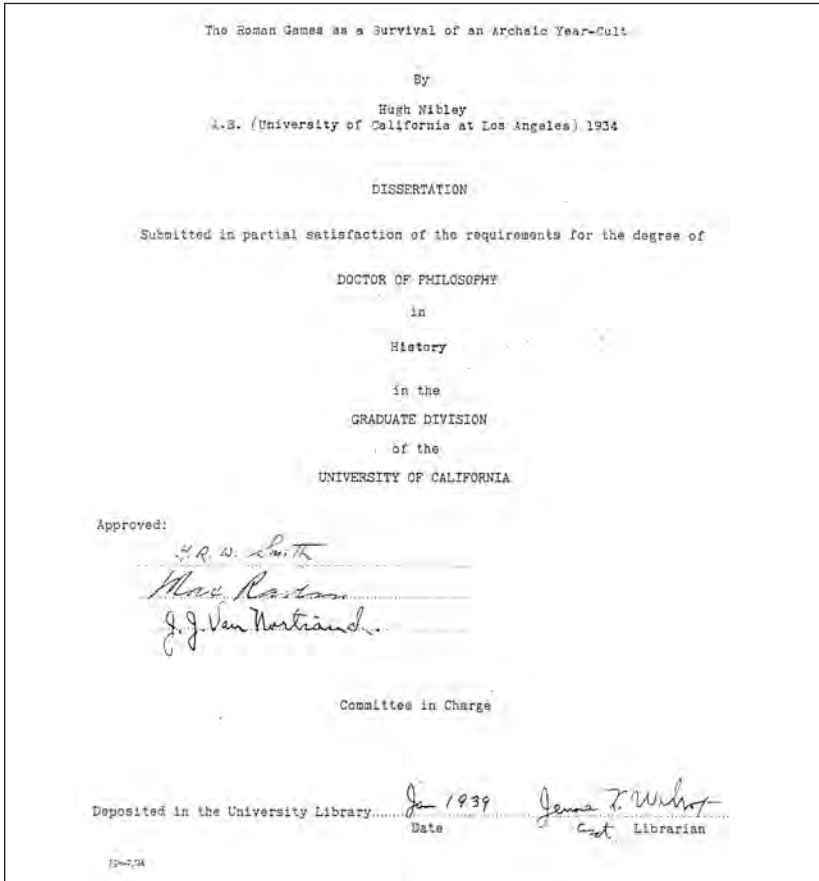 The Roman Games as a Survival of an Archaic Year-Cult
By
Hugh Nibley
A.B. (University of California at Los Angeles) 1934
DISSERTATION
Submitted in partial satisfaction of the requirements for the degree of
DOCTOR OF PHILOSOPHY
in
History
in the
GRADUATE DIVISION
of the
UNIVERSITY OF CALIFORNIA
Approved:
H.R.W. Smith
Max Radin
J.J. Van Nostrand
Committee in Charge
Deposited in the University Library...... Jan 1939
Date Librarian